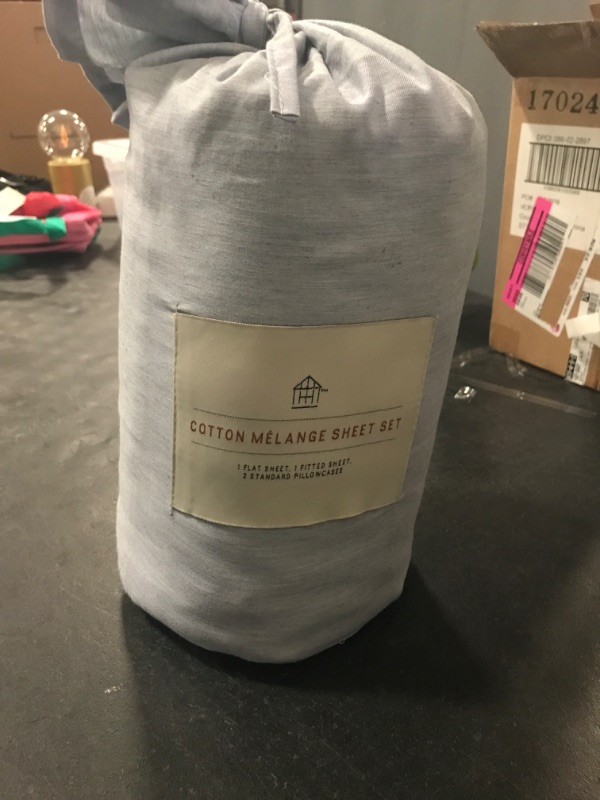 COTTON MÉLANGE SHEET SET
1 FLAT SHEET, 1 FITTED SHEET,
2 STANDARD PILLOWCASES
17024